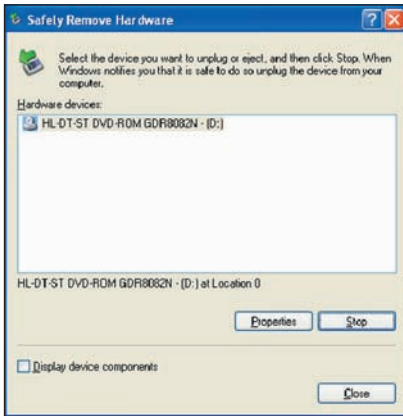 Safely Remove Hardware
Select the device you want to unplug or eject, and then click Stop. When
Windows notifies you that it is safe to do so unplug the device from your
computer.
Hardware devices:
HL-DT-ST DVD-ROM GDR8082N - (D:)
HL-DT-ST DVD-ROM GDR8082N - (D:) at Location 0
Properties
Stop
Display device components
Close